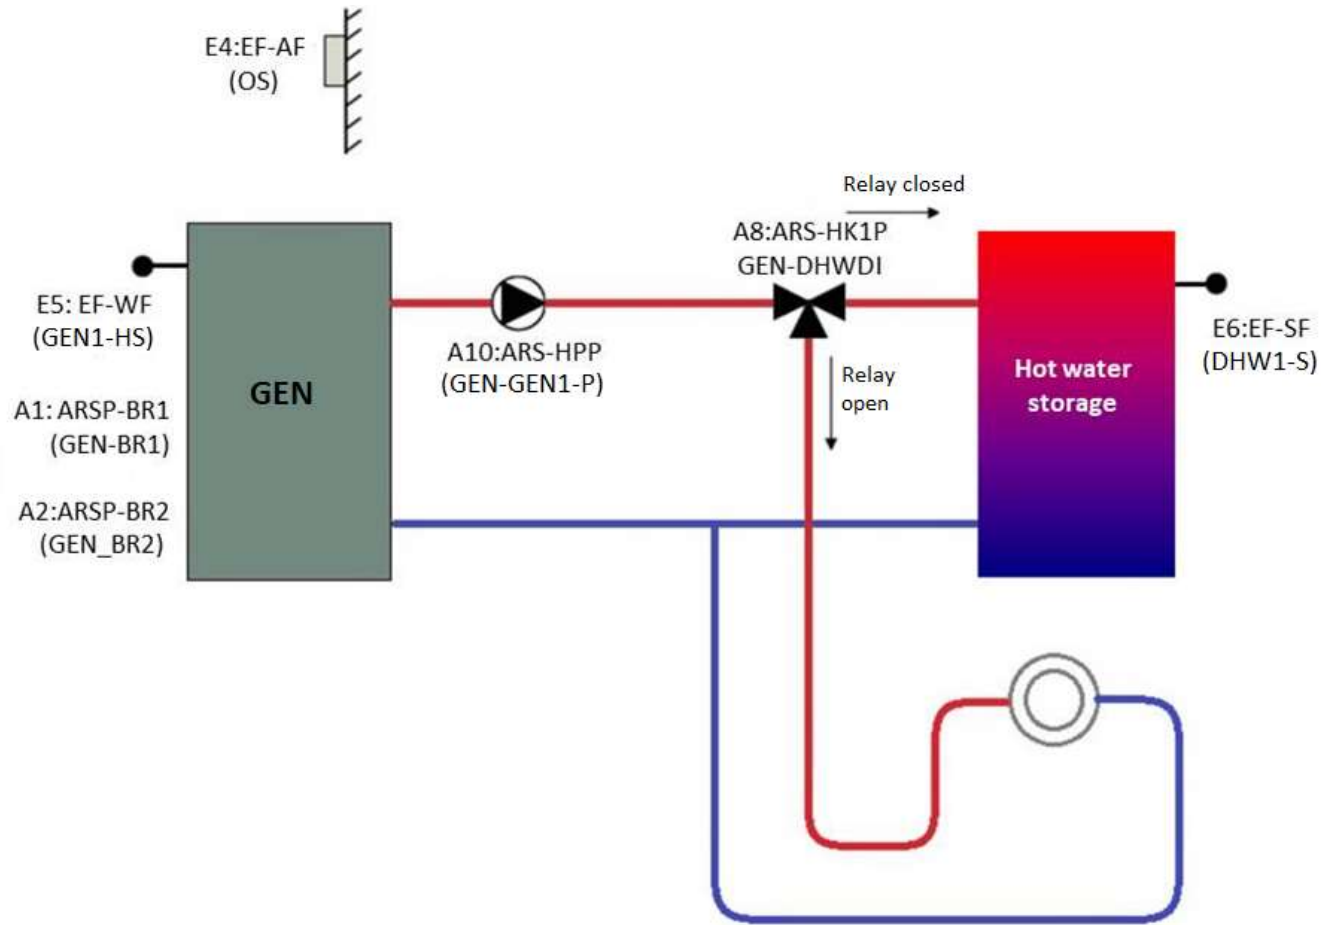 E4:EF-AF
(OS)
Relay closed
A8:ARS-HK1P
GEN-DHWDI
E5: EF-WF
(GEN1-HS)
E6:EF-SF
(DHW1-S)
A10:ARS-HPP
(GEN-GEN1-P)
Relay
open
GEN
Hot water
storage
A1: ARSP-BR1
(GEN-BR1)
A2:ARSP-BR2
(GEN_BR2)